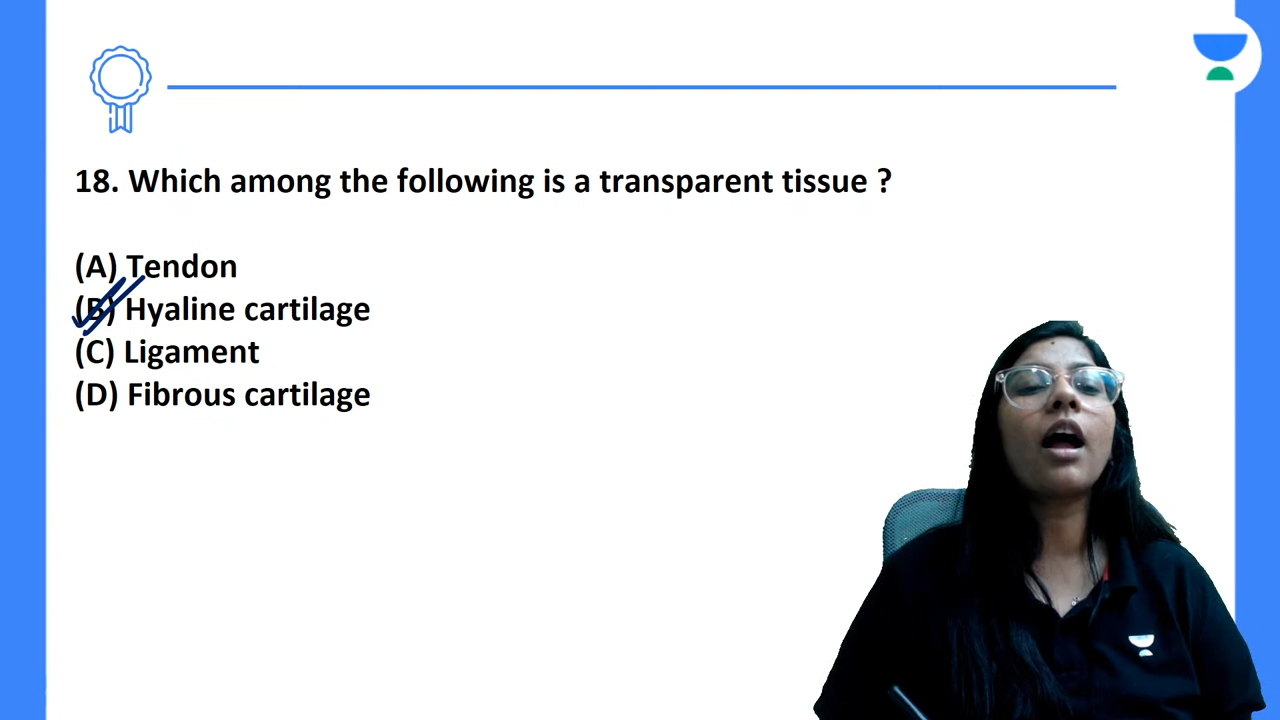 18. Which among the following is a transparent tissue ?
(A) Tendon
(B) Hyaline cartilage
(C) Ligament
(D) Fibrous cartilage